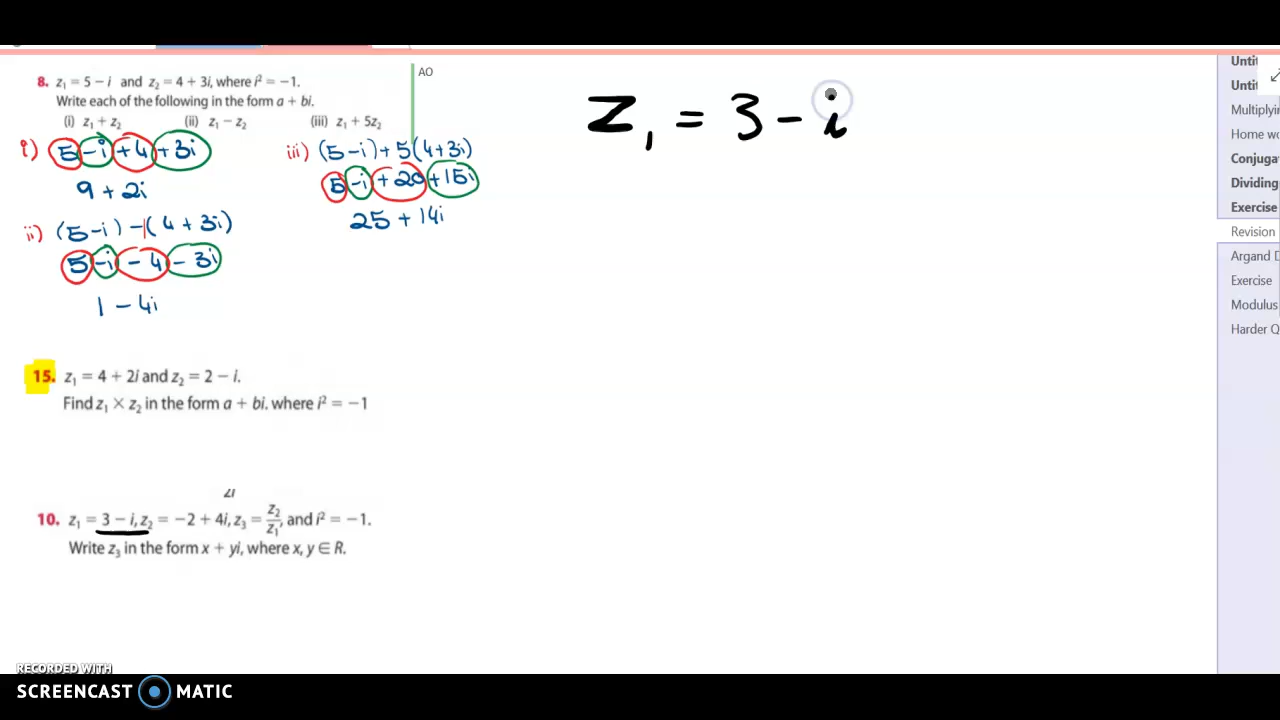 8. z₁ = 5 − i and z₂ = 4 + 3i, where i² = −1.
Write each of the following in the form a + bi.
(i) z₁ + z₂ (ii) z₁ − z₂ (iii) z₁ + 5z₂
i) 5 − i + 4 + 3i
9 + 2i
ii) (5 − i) − 1(4 + 3i)
5 − i − 4 − 3i
1 − 4i
iii) (5 − i) + 5(4 + 3i)
5 − i + 20 + 15i
25 + 14i
AO
z₁ = 3 − i
15. z₁ = 4 + 2i and z₂ = 2 − i.
Find z₁ × z₂ in the form a + bi. where i² = −1
10. z₁ = 3 − i, z₂ = −2 + 4i, z₃ = z₂/z₁, and i² = −1.
Write z₃ in the form x + yi, where x, y ∈ R.
Untit
Untit
Multiplyin
Home wo
Conjugat
Dividing
Exercise
Revision
Argand D
Exercise
Modulus
Harder Q
RECORDED WITH
SCREENCAST MATIC